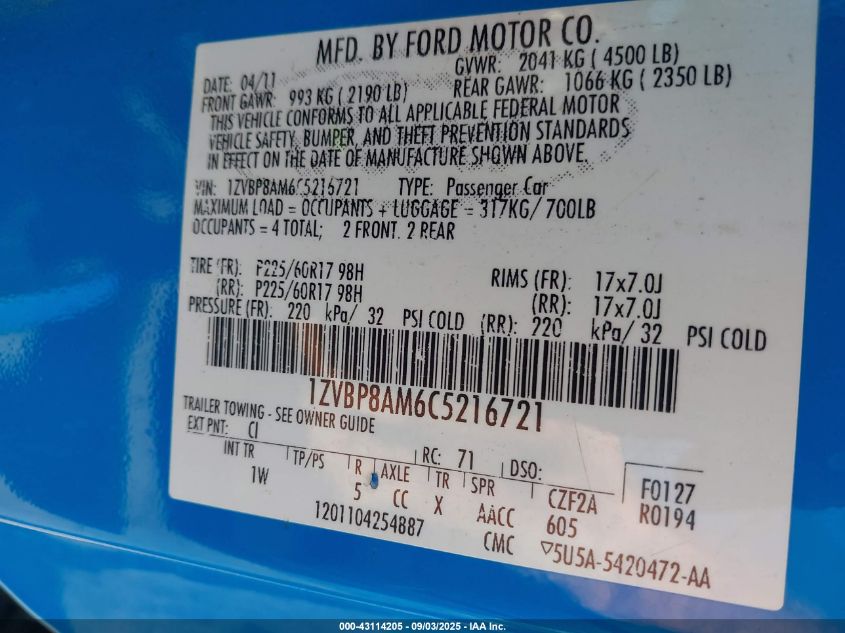 MFD. BY FORD MOTOR CO.
DATE: 04/11 GVWR: 2041 KG ( 4500 LB)
FRONT GAWR: 993 KG ( 2190 LB) REAR GAWR: 1066 KG ( 2350 LB)
THIS VEHICLE CONFORMS TO ALL APPLICABLE FEDERAL MOTOR
VEHICLE SAFETY, BUMPER, AND THEFT PREVENTION STANDARDS
IN EFFECT ON THE DATE OF MANUFACTURE SHOWN ABOVE.
VIN: 1ZVBP8AM6C5216721 TYPE: Passenger Car
MAXIMUM LOAD = OCCUPANTS + LUGGAGE = 317KG/ 700LB
OCCUPANTS = 4 TOTAL; 2 FRONT. 2 REAR
TIRE (FR): P225/60R17 98H RIMS (FR): 17x7.0J
(RR): P225/60R17 98H (RR): 17x7.0J
PRESSURE (FR): 220 kPa/ 32 PSI COLD (RR): 220 kPa/ 32 PSI COLD
1ZVBP8AM6C5216721
TRAILER TOWING - SEE OWNER GUIDE
EXT PNT: CI RC: 71 DSO:
INT TR TP/PS R AXLE TR SPR CZF2A F0127
1W 5 CC X AACC 605 R0194
1201104254887 CMC ▽5U5A-5420472-AA
000-43114205 - 09/03/2025 - IAA Inc.